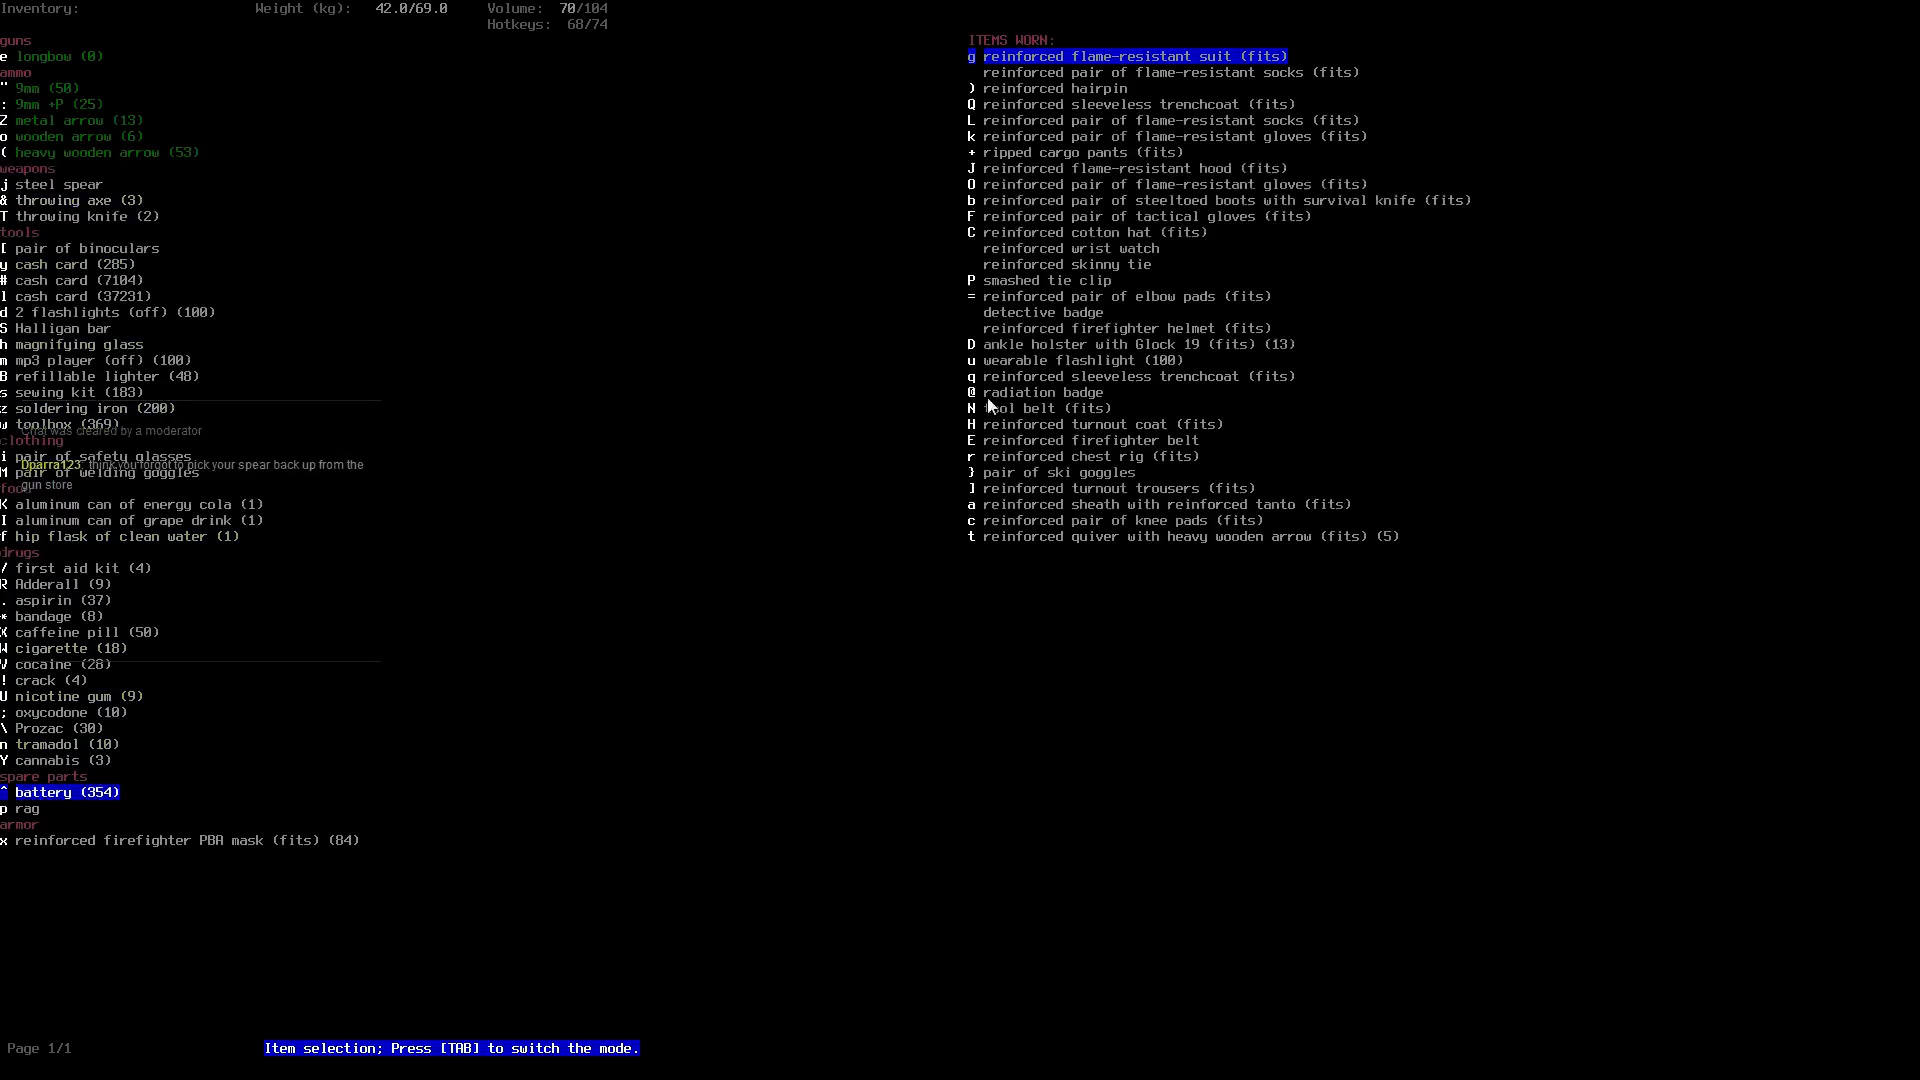 Inventory: Weight (kg): 42.0/69.0 Volume: 70/104
Hotkeys: 68/74
guns
e longbow (0)
ammo
" 9mm (50)
: 9mm +P (25)
Z metal arrow (13)
o wooden arrow (6)
( heavy wooden arrow (53)
weapons
j steel spear
& throwing axe (3)
T throwing knife (2)
tools
[ pair of binoculars
y cash card (285)
# cash card (7104)
l cash card (37231)
d 2 flashlights (off) (100)
S Halligan bar
h magnifying glass
m mp3 player (off) (100)
B refillable lighter (48)
s sewing kit (183)
z soldering iron (200)
w toolbox (369)
Chat was cleared by a moderator
clothing
i pair of safety glasses
Dparra123: think you forgot to pick your spear back up from the
M pair of welding goggles
gun store
food
K aluminum can of energy cola (1)
I aluminum can of grape drink (1)
f hip flask of clean water (1)
drugs
/ first aid kit (4)
R Adderall (9)
. aspirin (37)
* bandage (8)
X caffeine pill (50)
W cigarette (18)
V cocaine (28)
! crack (4)
U nicotine gum (9)
; oxycodone (10)
\ Prozac (30)
n tramadol (10)
Y cannabis (3)
spare parts
^ battery (354)
p rag
armor
x reinforced firefighter PBA mask (fits) (84)
ITEMS WORN:
g reinforced flame-resistant suit (fits)
reinforced pair of flame-resistant socks (fits)
) reinforced hairpin
Q reinforced sleeveless trenchcoat (fits)
L reinforced pair of flame-resistant socks (fits)
k reinforced pair of flame-resistant gloves (fits)
+ ripped cargo pants (fits)
J reinforced flame-resistant hood (fits)
O reinforced pair of flame-resistant gloves (fits)
b reinforced pair of steeltoed boots with survival knife (fits)
F reinforced pair of tactical gloves (fits)
C reinforced cotton hat (fits)
reinforced wrist watch
reinforced skinny tie
P smashed tie clip
= reinforced pair of elbow pads (fits)
detective badge
reinforced firefighter helmet (fits)
D ankle holster with Glock 19 (fits) (13)
u wearable flashlight (100)
q reinforced sleeveless trenchcoat (fits)
@ radiation badge
N tool belt (fits)
H reinforced turnout coat (fits)
E reinforced firefighter belt
r reinforced chest rig (fits)
} pair of ski goggles
] reinforced turnout trousers (fits)
a reinforced sheath with reinforced tanto (fits)
c reinforced pair of knee pads (fits)
t reinforced quiver with heavy wooden arrow (fits) (5)
Page 1/1 Item selection; Press [TAB] to switch the mode.